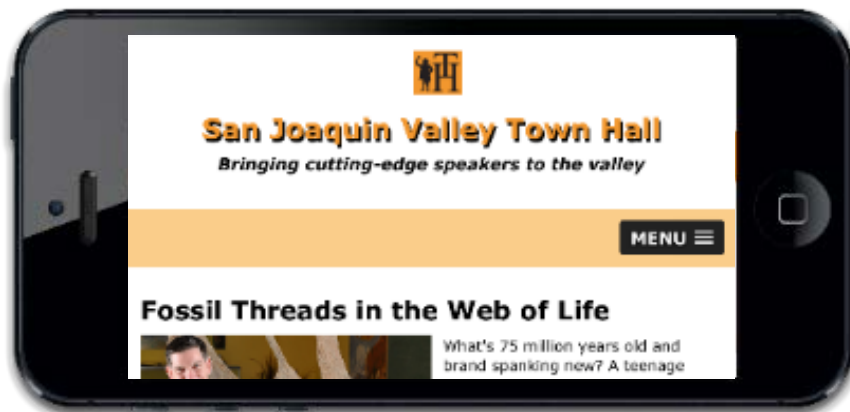 TH
San Joaquin Valley Town Hall
Bringing cutting-edge speakers to the valley
MENU
Fossil Threads in the Web of Life
What's 75 million years old and
brand spanking new? A teenage